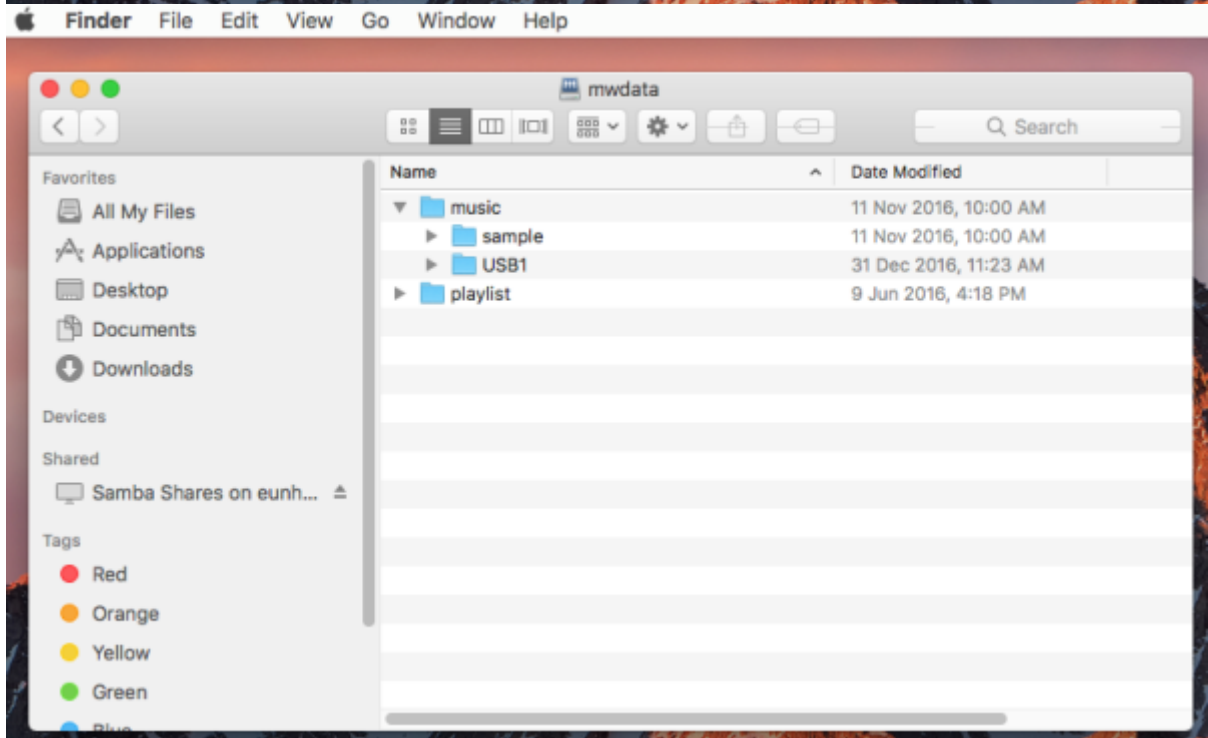 Finder File Edit View Go Window Help
mwdata
Search
Favorites
All My Files
Applications
Desktop
Documents
Downloads
Devices
Shared
Samba Shares on eunh...
Tags
Red
Orange
Yellow
Green
Blue
Name Date Modified
music 11 Nov 2016, 10:00 AM
sample 11 Nov 2016, 10:00 AM
USB1 31 Dec 2016, 11:23 AM
playlist 9 Jun 2016, 4:18 PM